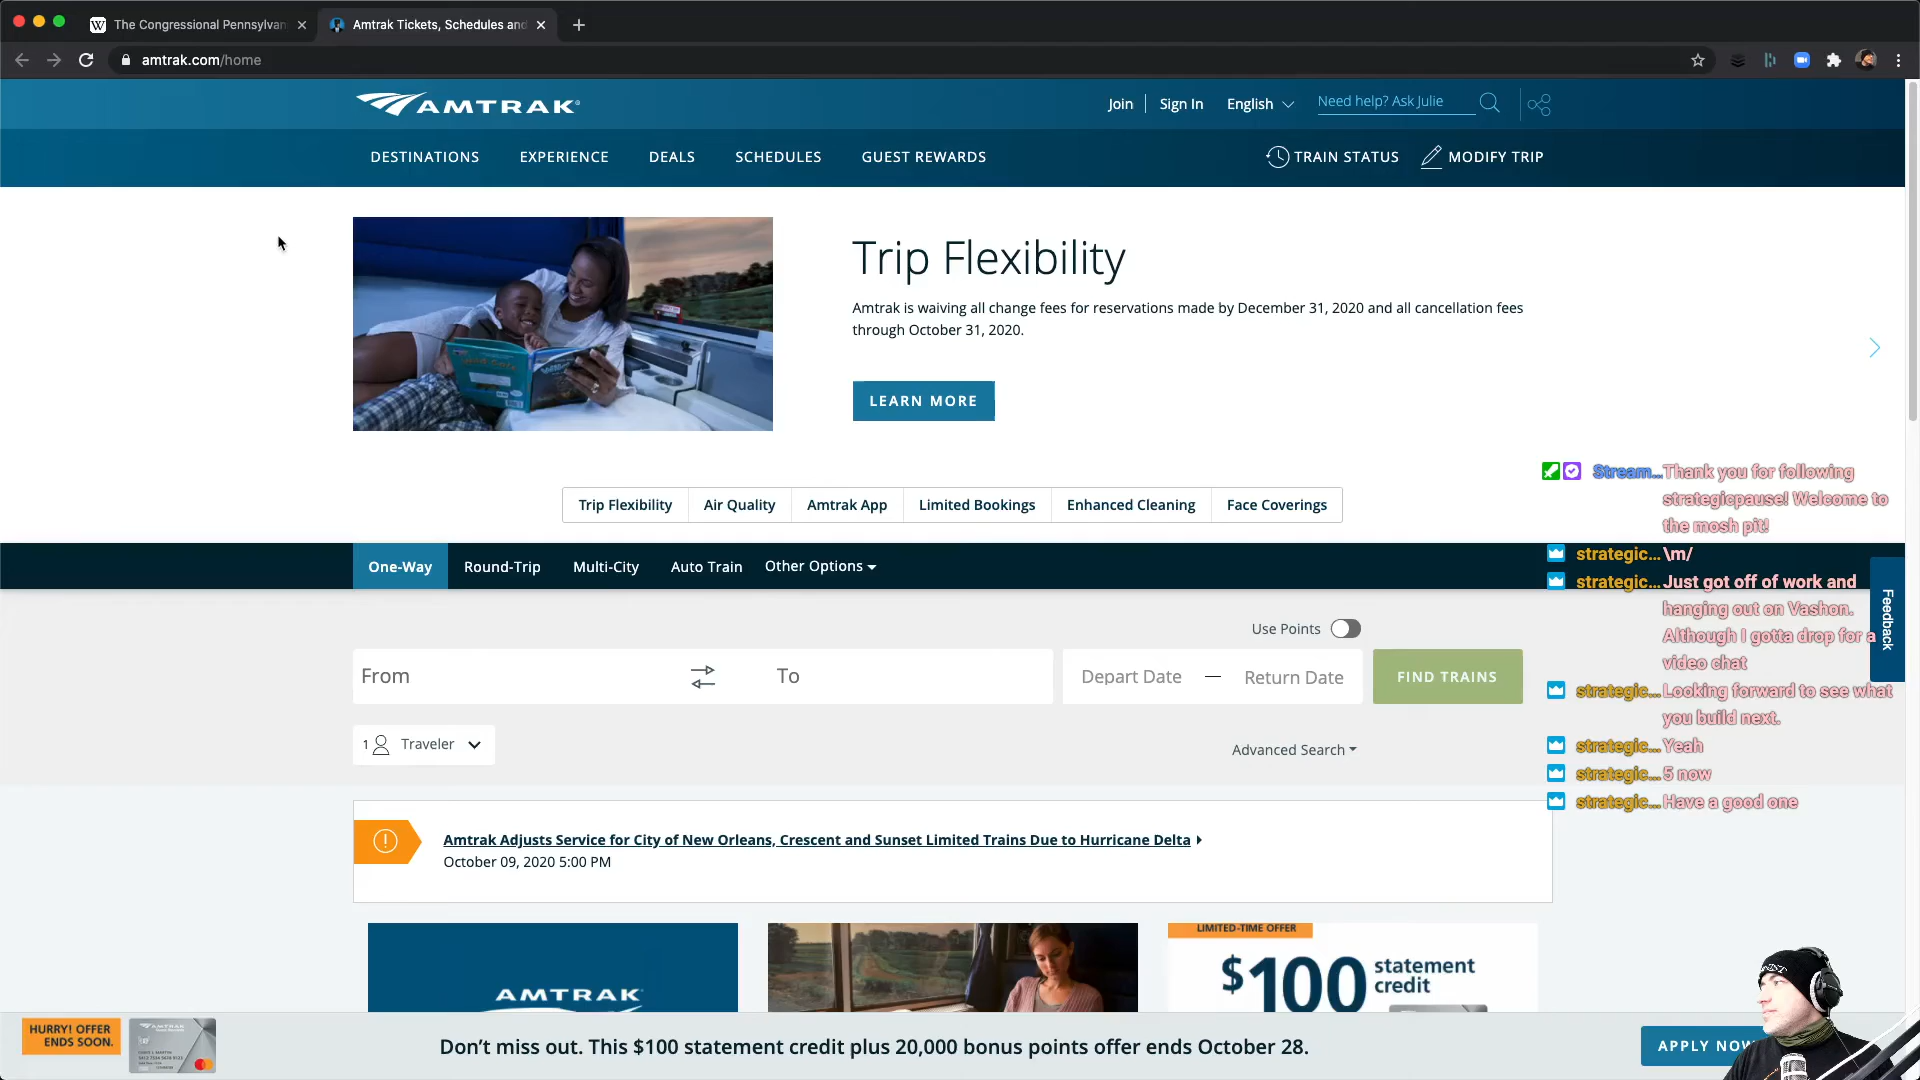 The Congressional Pennsylvan
Amtrak Tickets, Schedules and
amtrak.com/home
AMTRAK
Join
Sign In
English
Need help? Ask Julie
DESTINATIONS
EXPERIENCE
DEALS
SCHEDULES
GUEST REWARDS
TRAIN STATUS
MODIFY TRIP
Trip Flexibility
Amtrak is waiving all change fees for reservations made by December 31, 2020 and all cancellation fees
through October 31, 2020.
LEARN MORE
Trip Flexibility
Air Quality
Amtrak App
Limited Bookings
Enhanced Cleaning
Face Coverings
Stream... Thank you for following
strategicpause! Welcome to
the mosh pit!
strategic... \m/
strategic... Just got off of work and
hanging out on Vashon.
Although I gotta drop for a
video chat
strategic... Looking forward to see what
you build next.
strategic... Yeah
strategic... 5 now
strategic... Have a good one
Feedback
One-Way
Round-Trip
Multi-City
Auto Train
Other Options
Use Points
From
To
Depart Date — Return Date
FIND TRAINS
1 Traveler
Advanced Search
Amtrak Adjusts Service for City of New Orleans, Crescent and Sunset Limited Trains Due to Hurricane Delta
October 09, 2020 5:00 PM
AMTRAK
LIMITED-TIME OFFER
$100 statement
credit
HURRY! OFFER
ENDS SOON.
Don't miss out. This $100 statement credit plus 20,000 bonus points offer ends October 28.
APPLY NOW